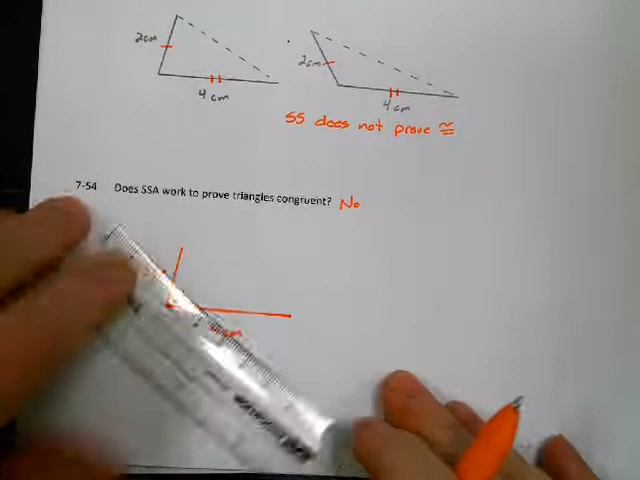 2cm
4 cm
2cm
4 cm
SS does not prove ≅
7-54 Does SSA work to prove triangles congruent? No